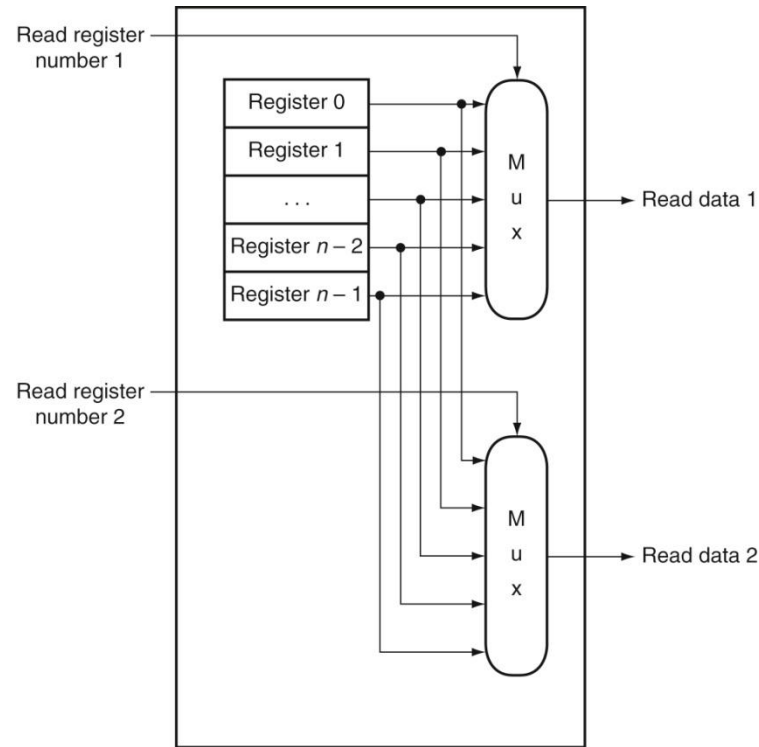 Read register
number 1
Register 0
Register 1
. . .
Register n – 2
Register n – 1
M
u
x
Read data 1
Read register
number 2
M
u
x
Read data 2